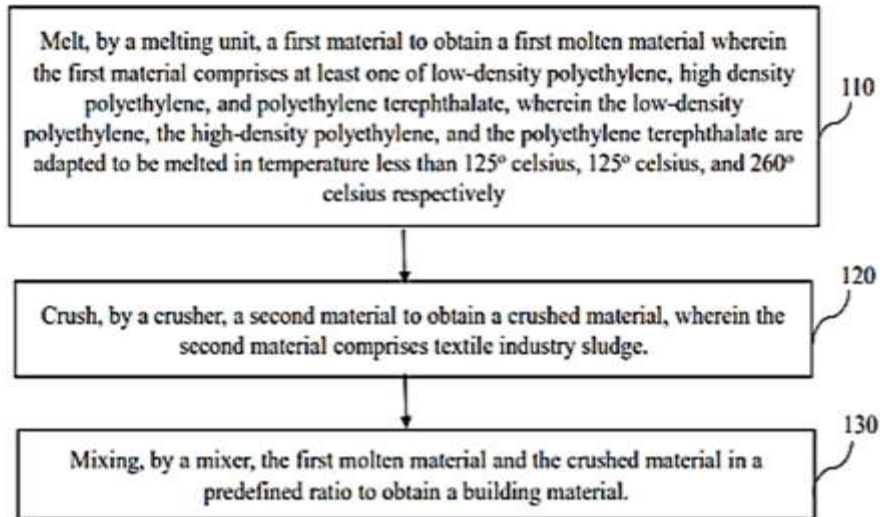 Melt, by a melting unit, a first material to obtain a first molten material wherein
the first material comprises at least one of low-density polyethylene, high density
polyethylene, and polyethylene terephthalate, wherein the low-density
polyethylene, the high-density polyethylene, and the polyethylene terephthalate are
adapted to be melted in temperature less than 125º celsius, 125º celsius, and 260º
celsius respectively
110
Crush, by a crusher, a second material to obtain a crushed material, wherein the
second material comprises textile industry sludge.
120
Mixing, by a mixer, the first molten material and the crushed material in a
predefined ratio to obtain a building material.
130